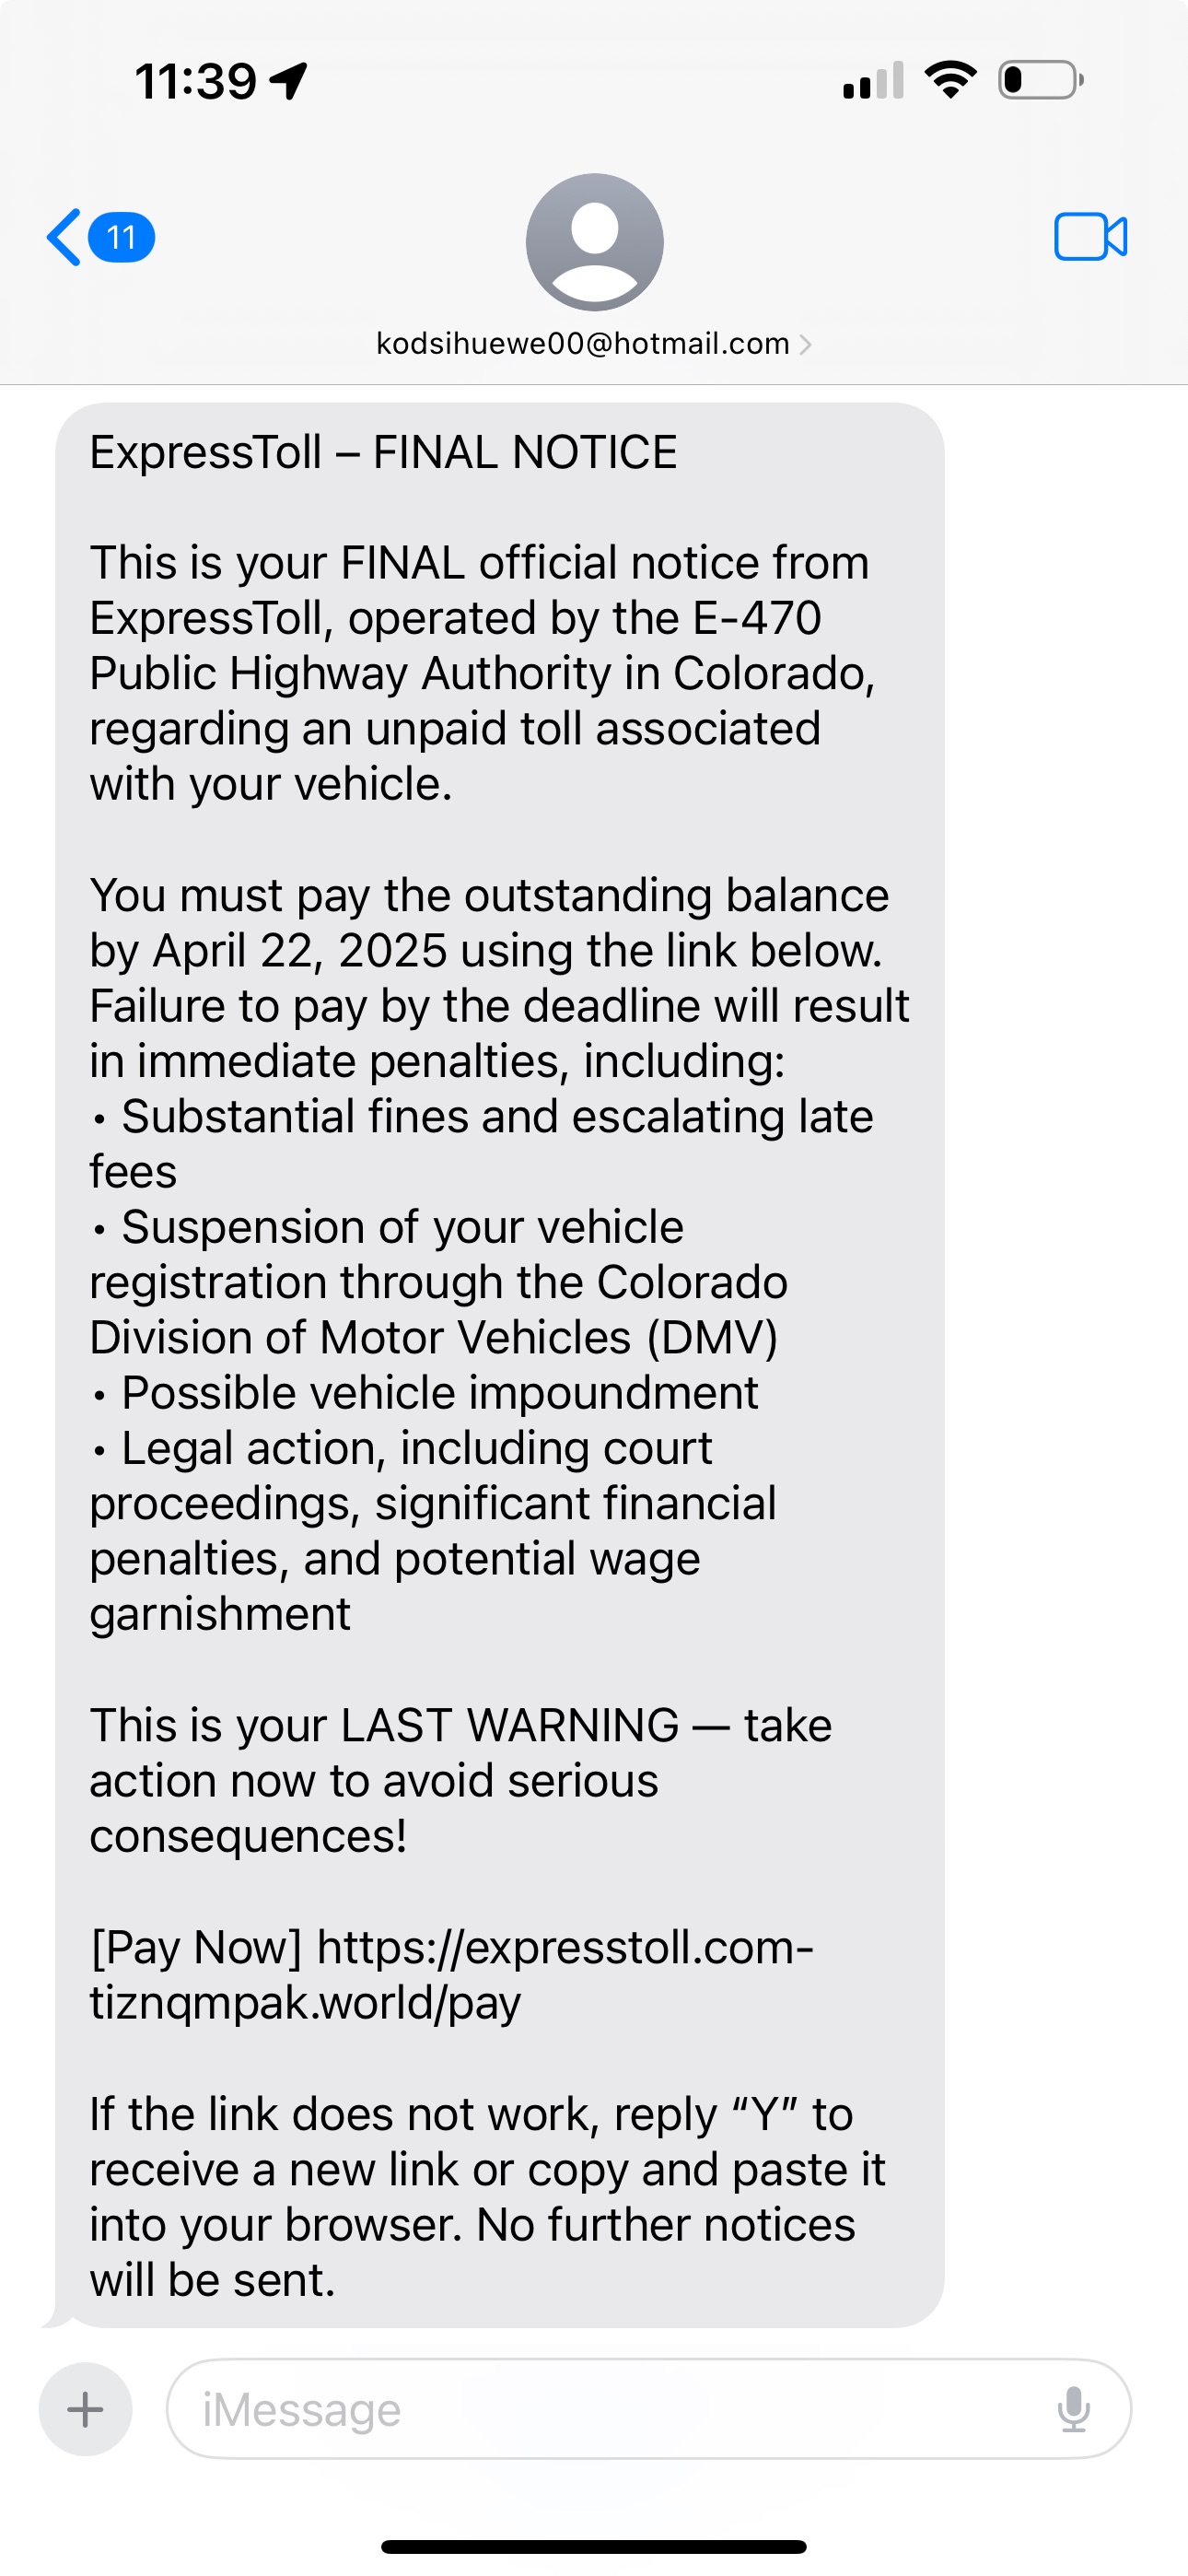 11:39
11
kodsihuewe00@hotmail.com
ExpressToll – FINAL NOTICE
This is your FINAL official notice from
ExpressToll, operated by the E-470
Public Highway Authority in Colorado,
regarding an unpaid toll associated
with your vehicle.
You must pay the outstanding balance
by April 22, 2025 using the link below.
Failure to pay by the deadline will result
in immediate penalties, including:
• Substantial fines and escalating late
fees
• Suspension of your vehicle
registration through the Colorado
Division of Motor Vehicles (DMV)
• Possible vehicle impoundment
• Legal action, including court
proceedings, significant financial
penalties, and potential wage
garnishment
This is your LAST WARNING — take
action now to avoid serious
consequences!
[Pay Now] https://expresstoll.com-
tiznqmpak.world/pay
If the link does not work, reply “Y” to
receive a new link or copy and paste it
into your browser. No further notices
will be sent.
iMessage